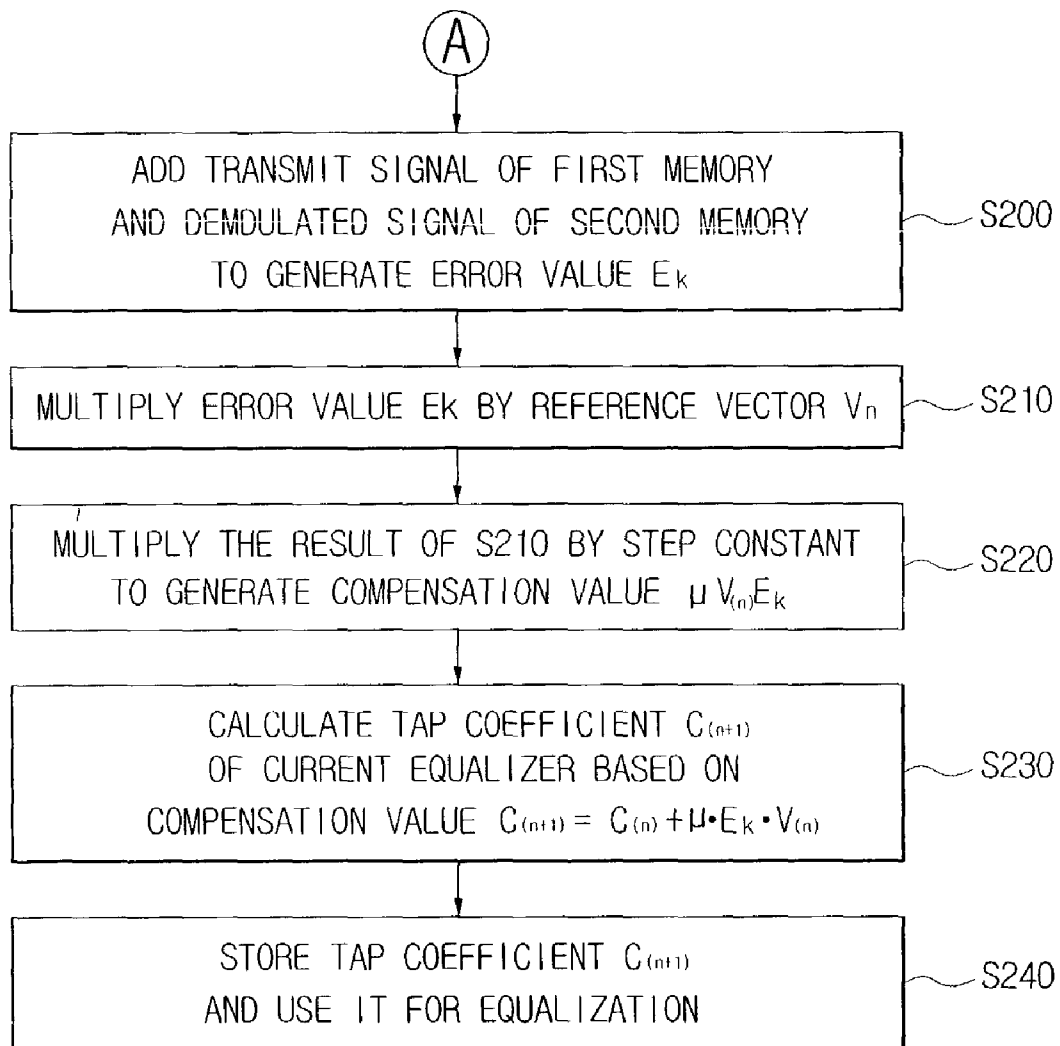 A
ADD TRANSMIT SIGNAL OF FIRST MEMORY
AND DEMDULATED SIGNAL OF SECOND MEMORY
TO GENERATE ERROR VALUE Ek
S200
MULTIPLY ERROR VALUE Ek BY REFERENCE VECTOR Vn
S210
MULTIPLY THE RESULT OF S210 BY STEP CONSTANT
TO GENERATE COMPENSATION VALUE μ V(n)Ek
S220
CALCULATE TAP COEFFICIENT C(n+1)
OF CURRENT EQUALIZER BASED ON
COMPENSATION VALUE C(n+1) = C(n) + μ•Ek•V(n)
S230
STORE TAP COEFFICIENT C(n+1)
AND USE IT FOR EQUALIZATION
S240